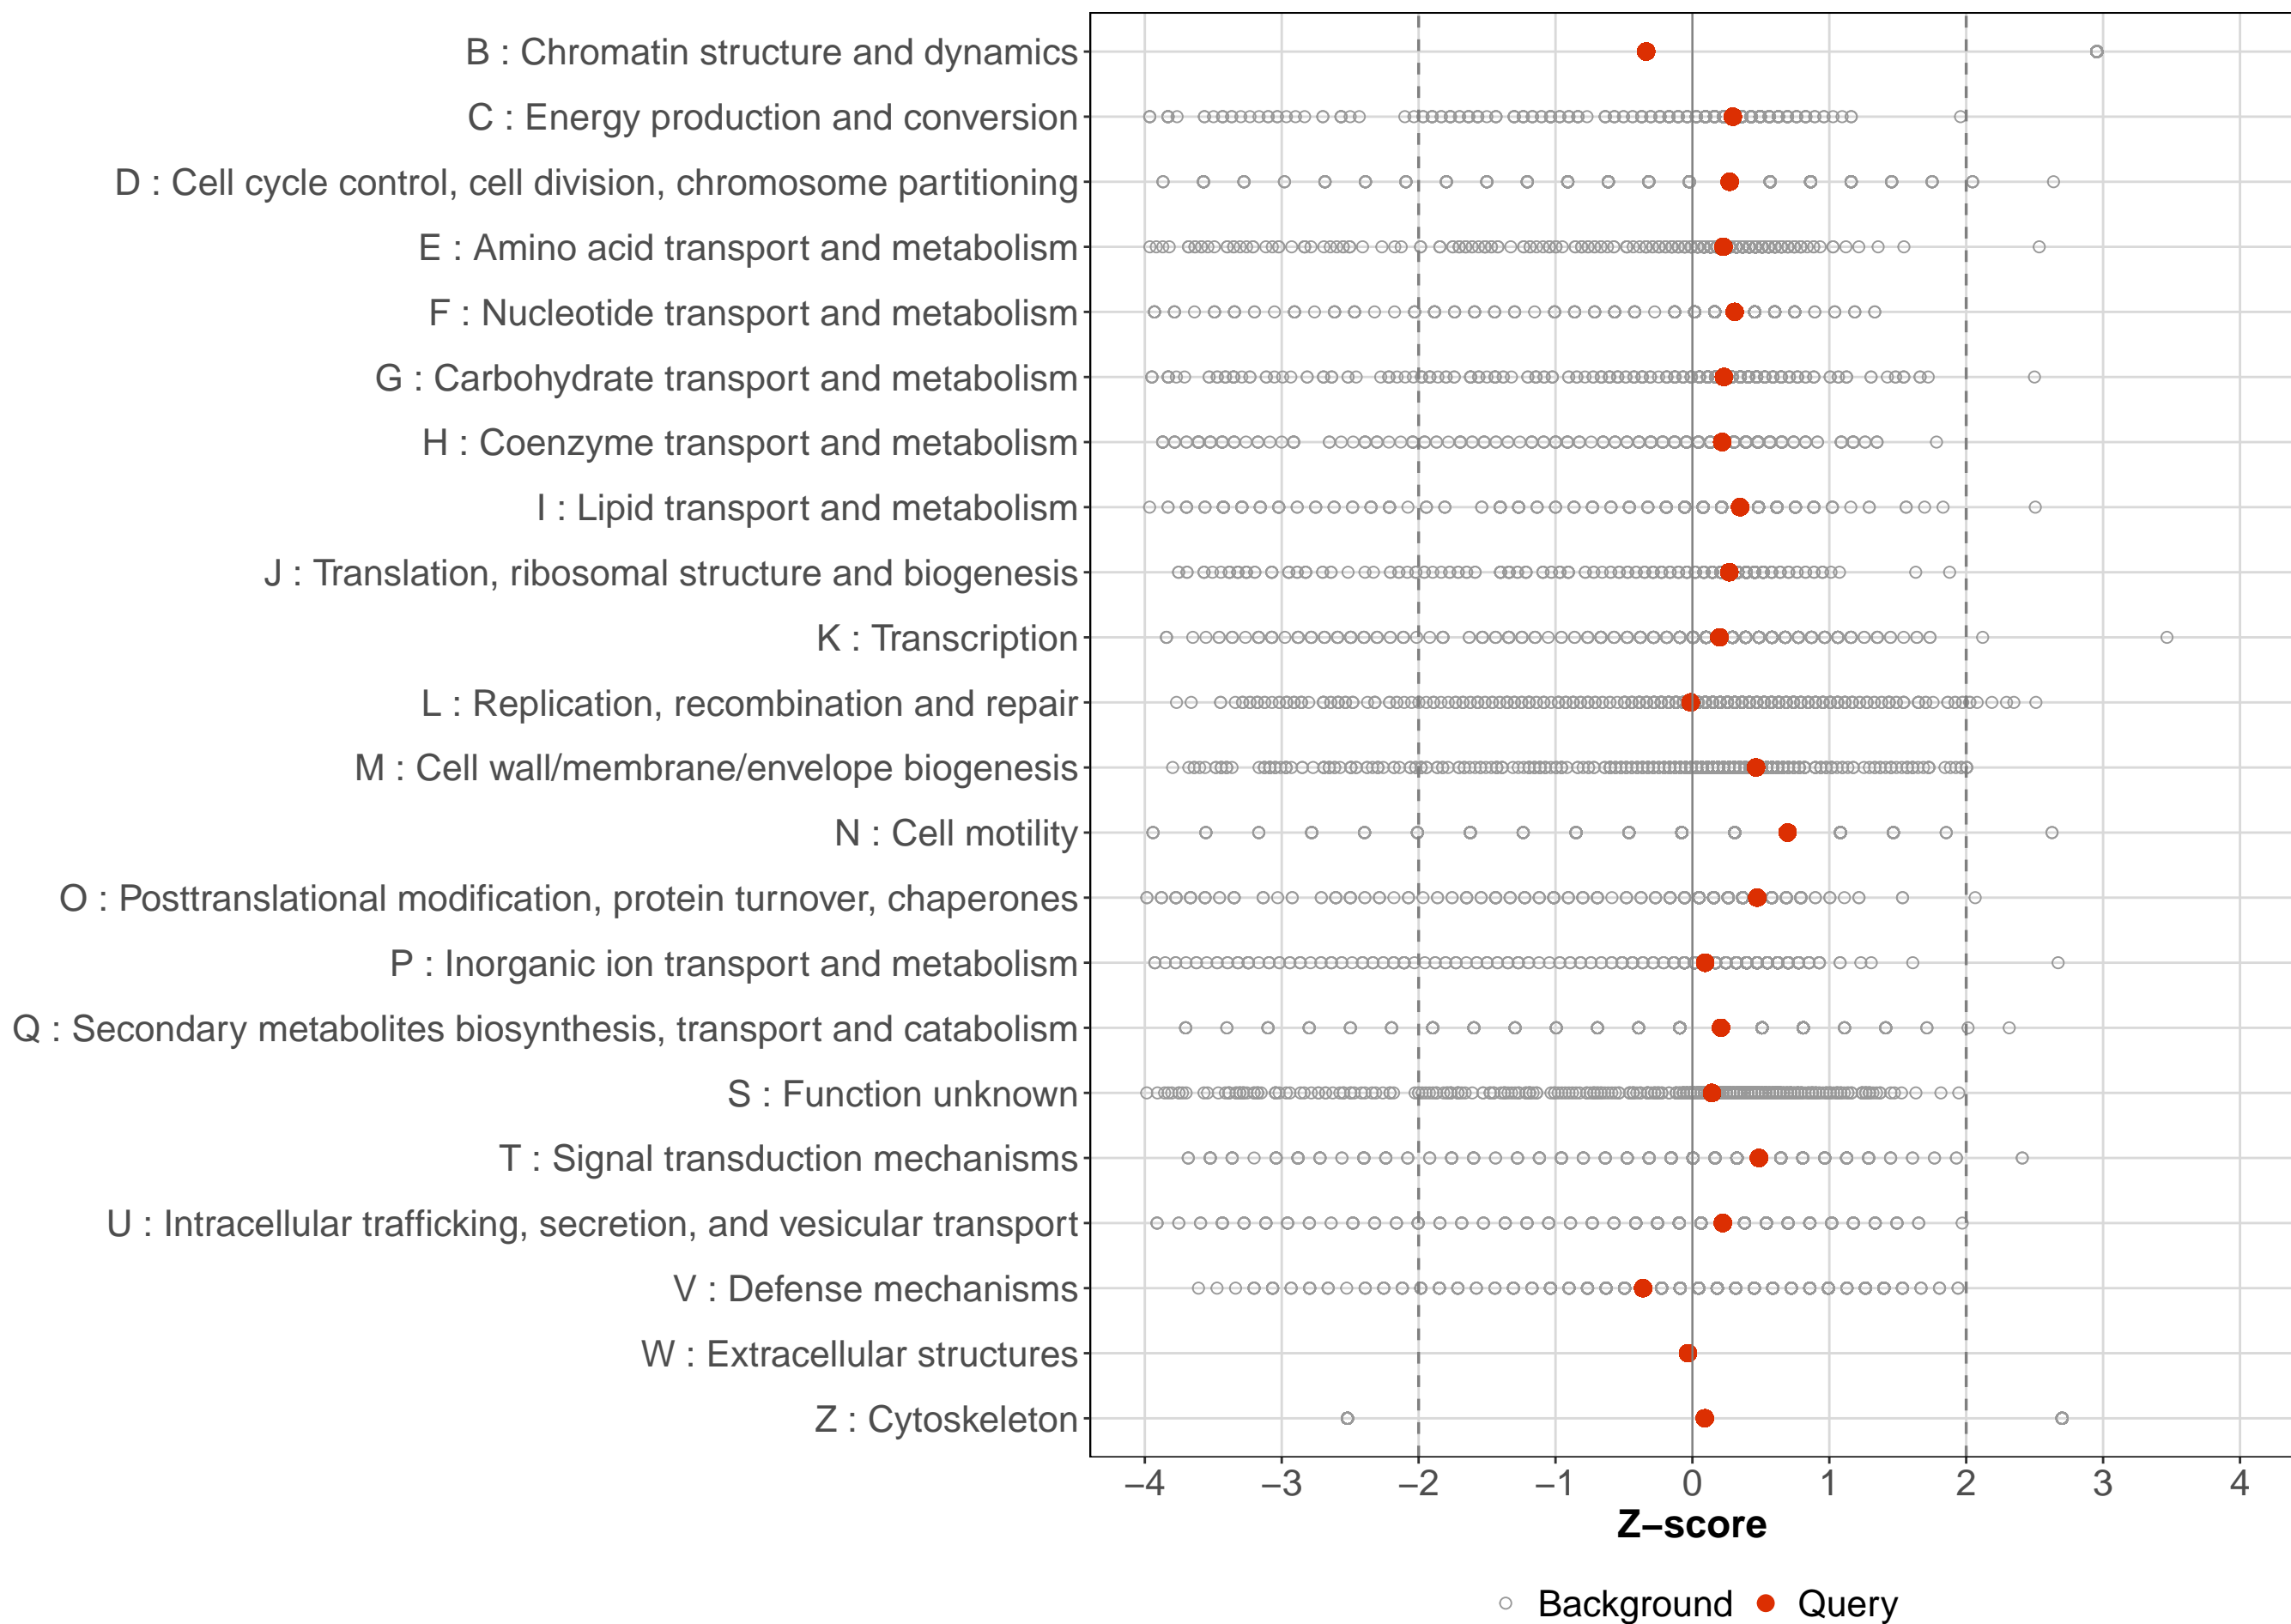 B : Chromatin structure and dynamics
C : Energy production and conversion
D : Cell cycle control, cell division, chromosome partitioning
E : Amino acid transport and metabolism
F : Nucleotide transport and metabolism
G : Carbohydrate transport and metabolism
H : Coenzyme transport and metabolism
I : Lipid transport and metabolism
J : Translation, ribosomal structure and biogenesis
K : Transcription
L : Replication, recombination and repair
M : Cell wall/membrane/envelope biogenesis
N : Cell motility
O : Posttranslational modification, protein turnover, chaperones
P : Inorganic ion transport and metabolism
Q : Secondary metabolites biosynthesis, transport and catabolism
S : Function unknown
T : Signal transduction mechanisms
U : Intracellular trafficking, secretion, and vesicular transport
V : Defense mechanisms
W : Extracellular structures
Z : Cytoskeleton
−4 −3 −2 −1 0 1 2 3 4
Z−score
Background Query